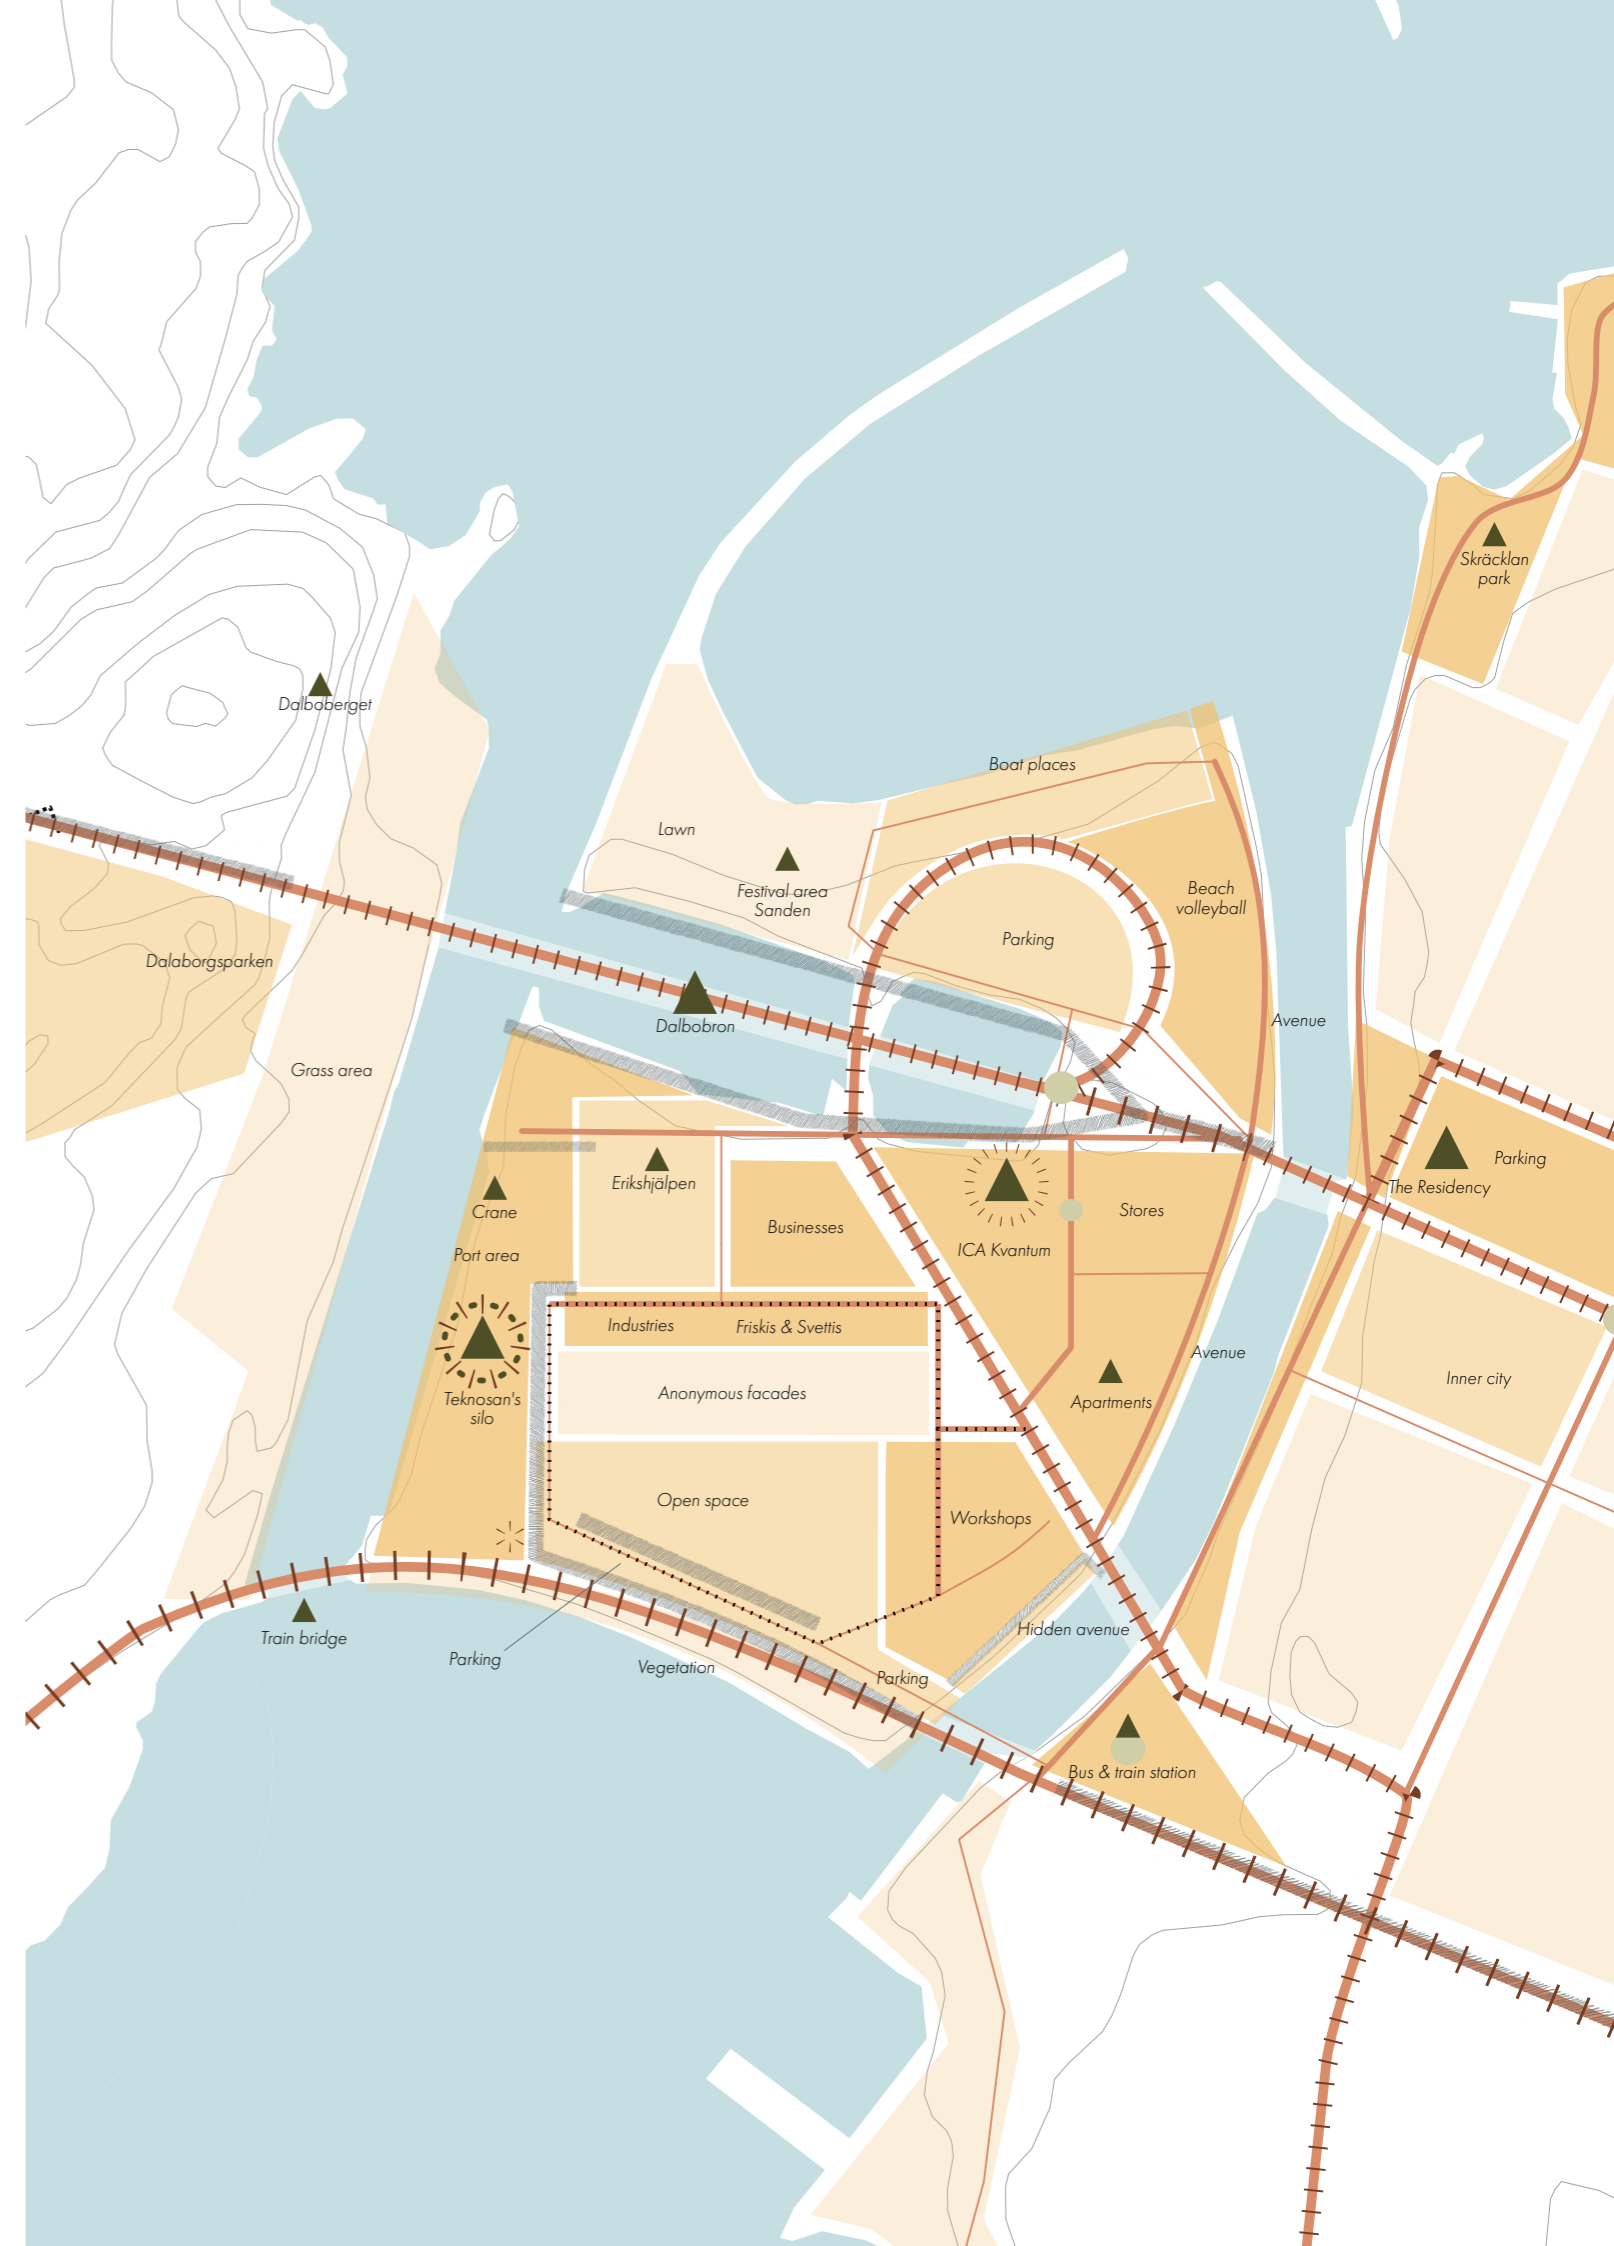 Skräcklan
park
Dalboberget
Boat places
Lawn
Festival area
Sanden
Beach
volleyball
Parking
Dalaborgsparken
Avenue
Dalbobron
Grass area
Parking
The Residency
Erikshjälpen
Crane
Stores
Businesses
ICA Kvantum
Port area
Industries
Friskis & Svettis
Avenue
Inner city
Anonymous facades
Teknosan's
silo
Apartments
Open space
Workshops
Hidden avenue
Train bridge
Parking
Vegetation
Parking
Bus & train station